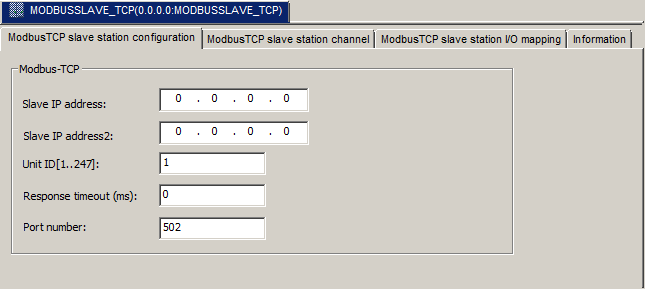 MODBUSSLAVE_TCP(0.0.0.0:MODBUSSLAVE_TCP)
ModbusTCP slave station configuration ModbusTCP slave station channel ModbusTCP slave station I/O mapping Information
Modbus-TCP
Slave IP address: 0 . 0 . 0 . 0
Slave IP address2: 0 . 0 . 0 . 0
Unit ID[1..247]: 1
Response timeout (ms): 0
Port number: 502